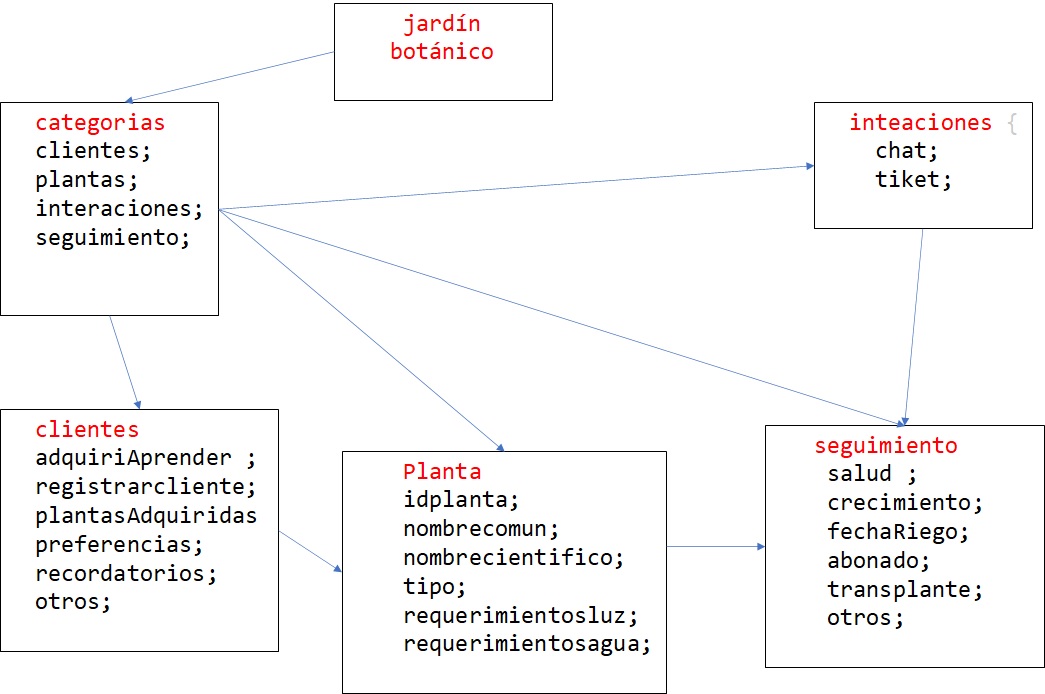 jardín
botánico
categorias
clientes;
plantas;
interaciones;
seguimiento;
inteaciones {
chat;
tiket;
clientes
adquiriAprender ;
registrarcliente;
plantasAdquiridas
preferencias;
recordatorios;
otros;
Planta
idplanta;
nombrecomun;
nombrecientifico;
tipo;
requerimientosluz;
requerimientosagua;
seguimiento
salud ;
crecimiento;
fechaRiego;
abonado;
transplante;
otros;